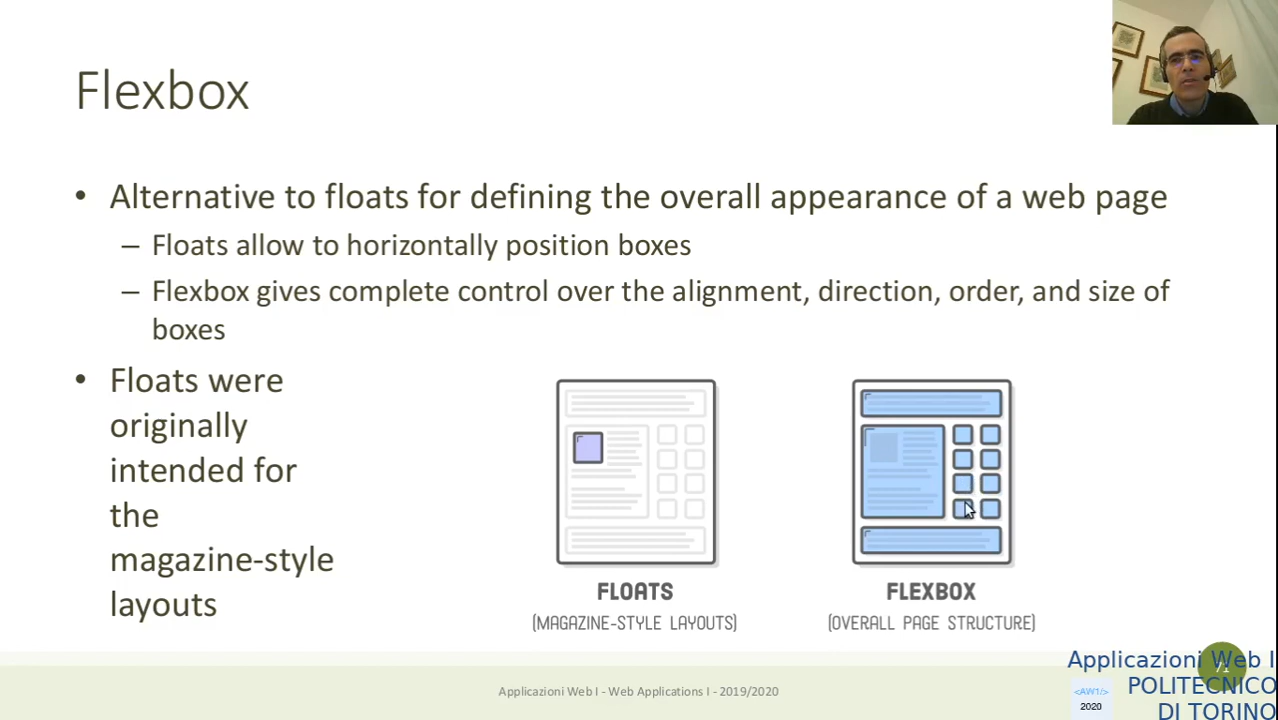 Flexbox
• Alternative to floats for defining the overall appearance of a web page
– Floats allow to horizontally position boxes
– Flexbox gives complete control over the alignment, direction, order, and size of
boxes
• Floats were
originally
intended for
the
magazine-style
layouts
FLOATS
(MAGAZINE-STYLE LAYOUTS)
FLEXBOX
(OVERALL PAGE STRUCTURE)
Applicazioni Web I - Web Applications I - 2019/2020
71
Applicazioni Web I
POLITECNICO
DI TORINO
<AW1/>
2020